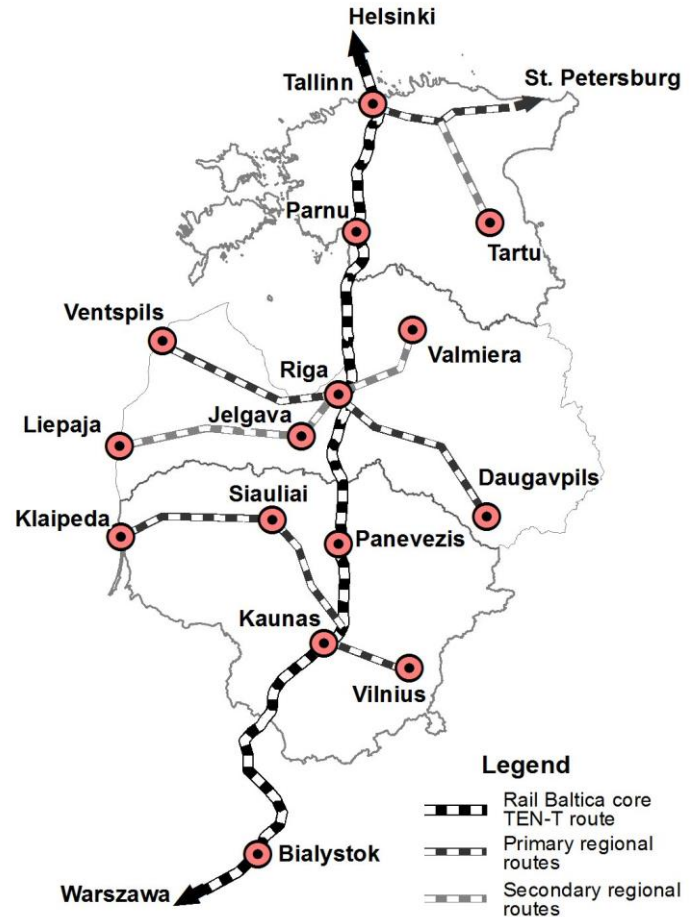 Helsinki
Tallinn
St. Petersburg
Parnu
Tartu
Ventspils
Valmiera
Riga
Jelgava
Liepaja
Daugavpils
Siauliai
Klaipeda
Panevezis
Kaunas
Vilnius
Legend
Rail Baltica core
TEN-T route
Primary regional
routes
Bialystok
Warszawa
Secondary regional
routes